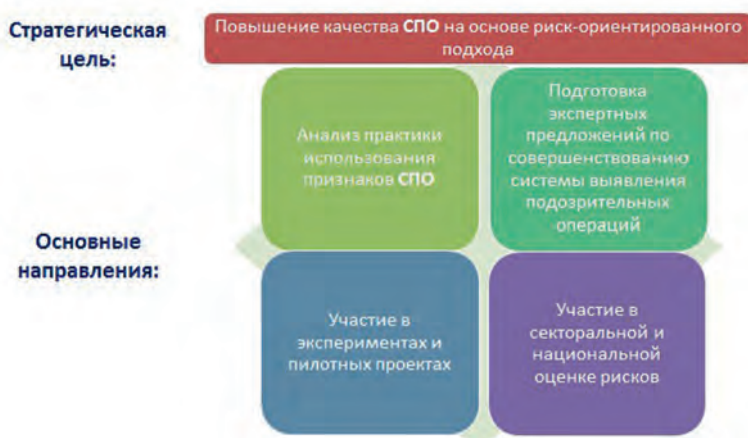 Стратегическая
цель:
Повышение качества СПО на основе риск-ориентированного
подхода
Анализ практики
использования
признаков СПО
Подготовка
экспертных
предложений по
совершенствованию
системы выявления
подозрительных
операций
Основные
направления:
Участие в
экспериментах и
пилотных проектах
Участие в
секторальной и
национальной
оценке рисков